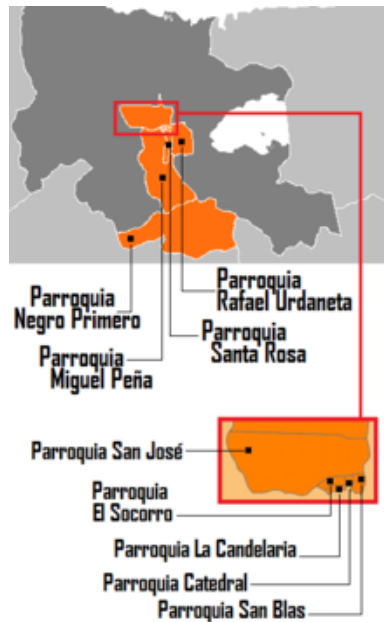 Parroquia
Rafael Urdaneta
Parroquia
Negro Primero
Parroquia
Santa Rosa
Parroquia
Miguel Peña
Parroquia San José
Parroquia
El Socorro
Parroquia La Candelaria
Parroquia Catedral
Parroquia San Blas